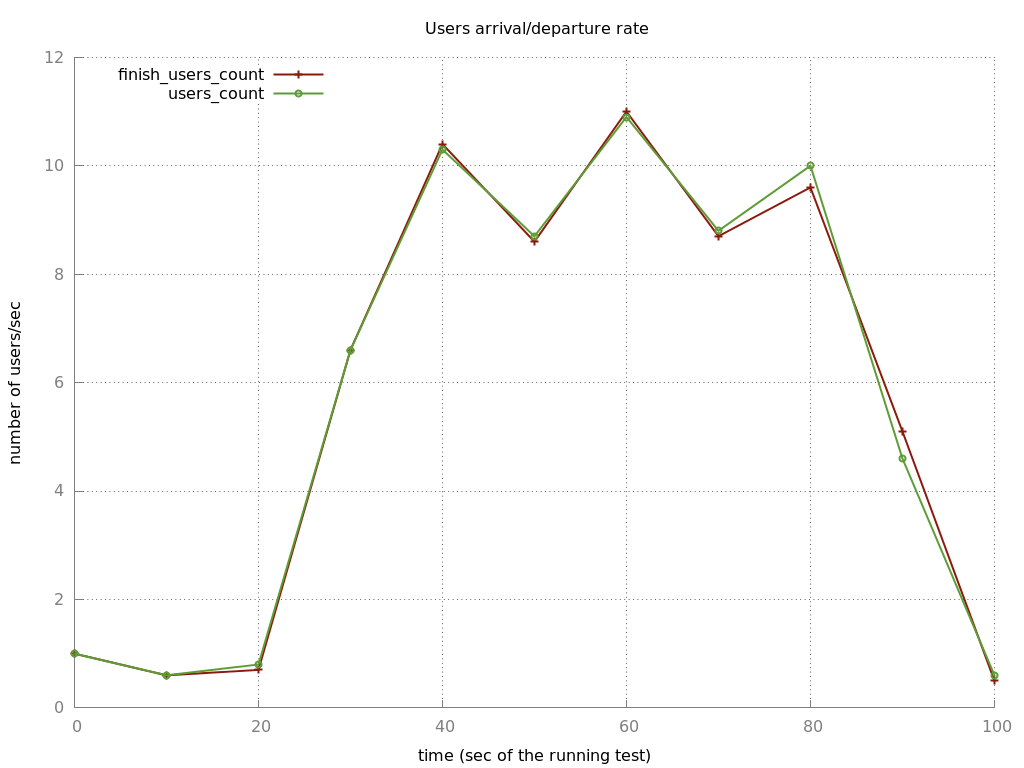 Users arrival/departure rate
12
finish_users_count
users_count
10
8
6
4
2
0
number of users/sec
0 20 40 60 80 100
time (sec of the running test)